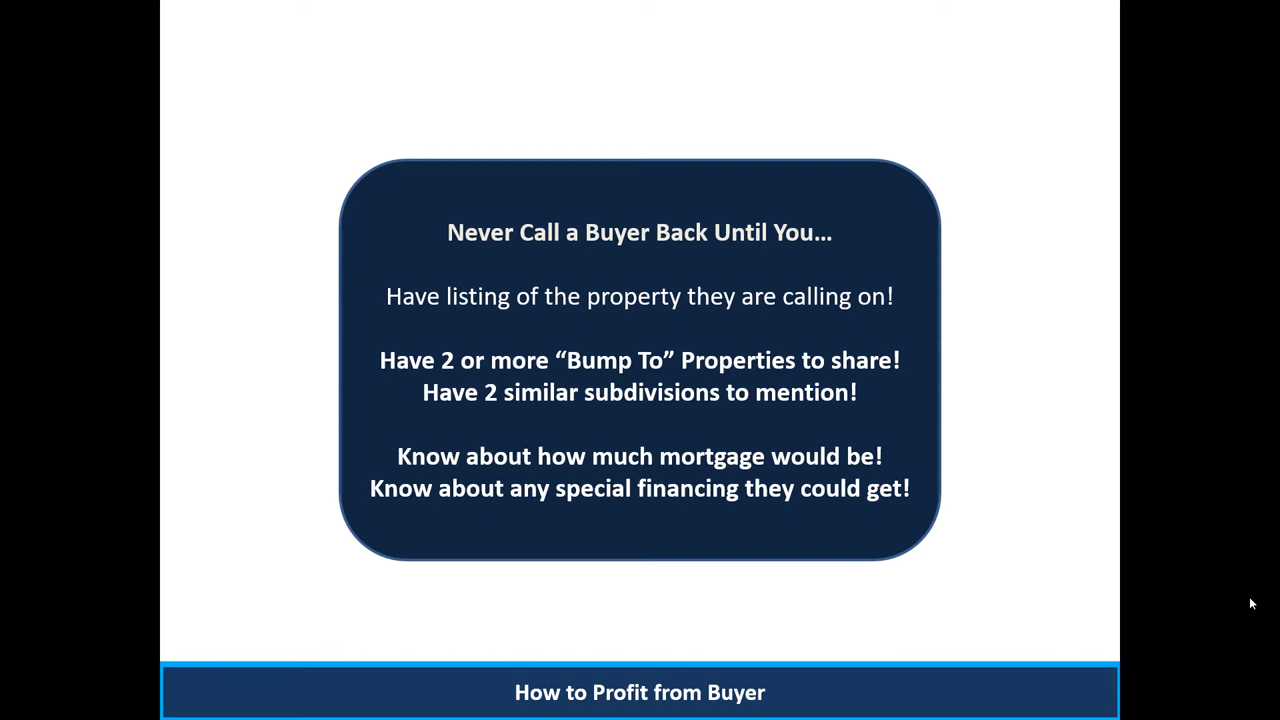 Never Call a Buyer Back Until You…
Have listing of the property they are calling on!
Have 2 or more “Bump To” Properties to share!
Have 2 similar subdivisions to mention!
Know about how much mortgage would be!
Know about any special financing they could get!
How to Profit from Buyer